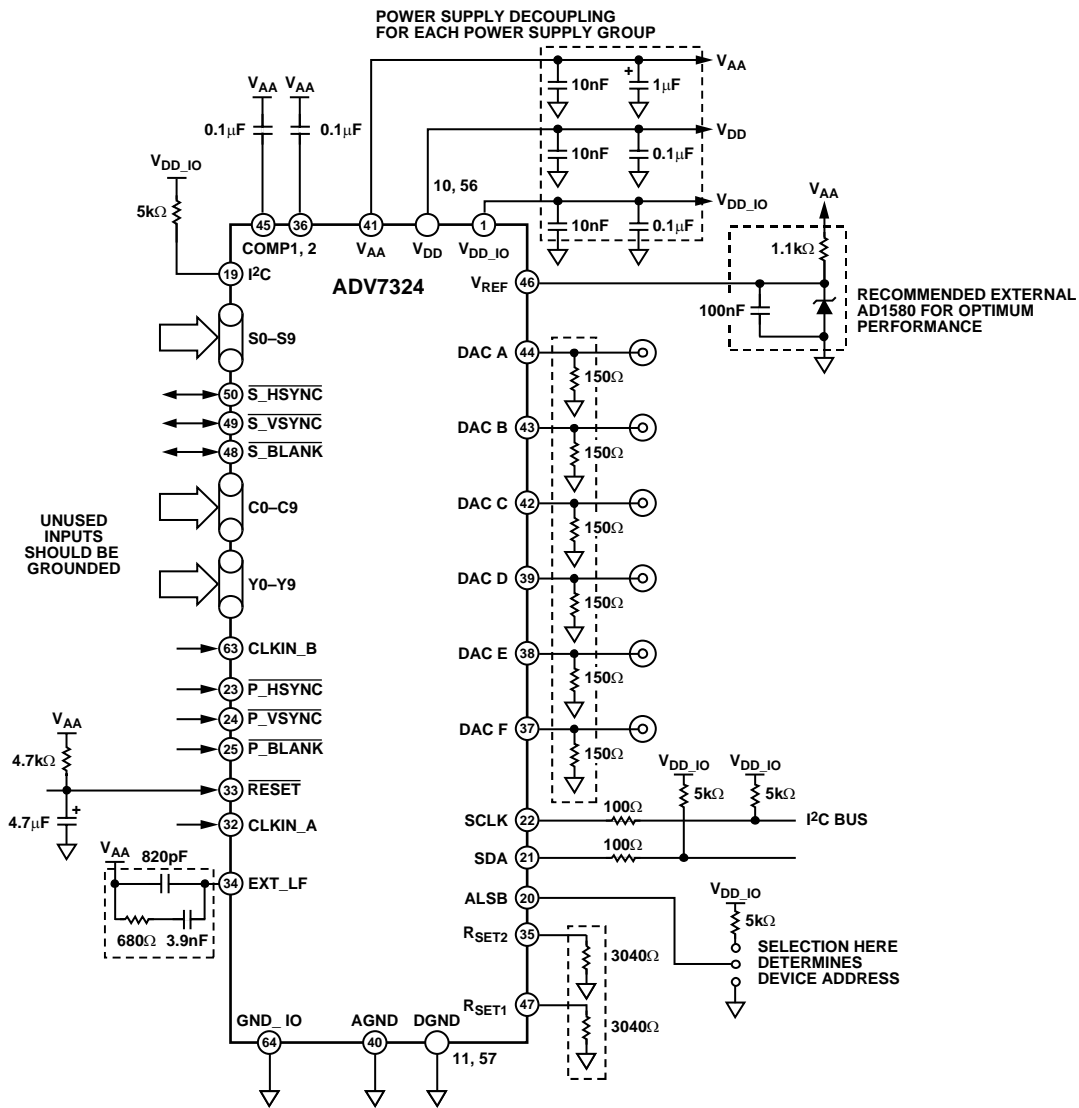 POWER SUPPLY DECOUPLING
FOR EACH POWER SUPPLY GROUP
VAA
10nF
+
1µF
VAA
VAA
0.1µF
0.1µF
VDD
10nF
0.1µF
VDD_IO
5kΩ
10, 56
VDD_IO
10nF
0.1µF
45
36
41
1
COMP1, 2
VAA
VDD
VDD_IO
VAA
1.1kΩ
19
I2C
ADV7324
VREF
46
100nF
RECOMMENDED EXTERNAL
AD1580 FOR OPTIMUM
PERFORMANCE
S0–S9
DAC A
44
150Ω
50
S_HSYNC
49
S_VSYNC
48
S_BLANK
DAC B
43
150Ω
UNUSED
INPUTS
SHOULD BE
GROUNDED
C0–C9
DAC C
42
150Ω
Y0–Y9
DAC D
39
150Ω
63
CLKIN_B
DAC E
38
150Ω
23
P_HSYNC
24
P_VSYNC
25
P_BLANK
DAC F
37
150Ω
VAA
4.7kΩ
33
RESET
+
4.7µF
32
CLKIN_A
VDD_IO
5kΩ
VDD_IO
5kΩ
SCLK
22
100Ω
I2C BUS
SDA
21
100Ω
VAA
820pF
34
EXT_LF
680Ω
3.9nF
ALSB
20
VDD_IO
5kΩ
SELECTION HERE
DETERMINES
DEVICE ADDRESS
RSET2
35
3040Ω
RSET1
47
3040Ω
GND_ IO
AGND
DGND
64
40
11, 57